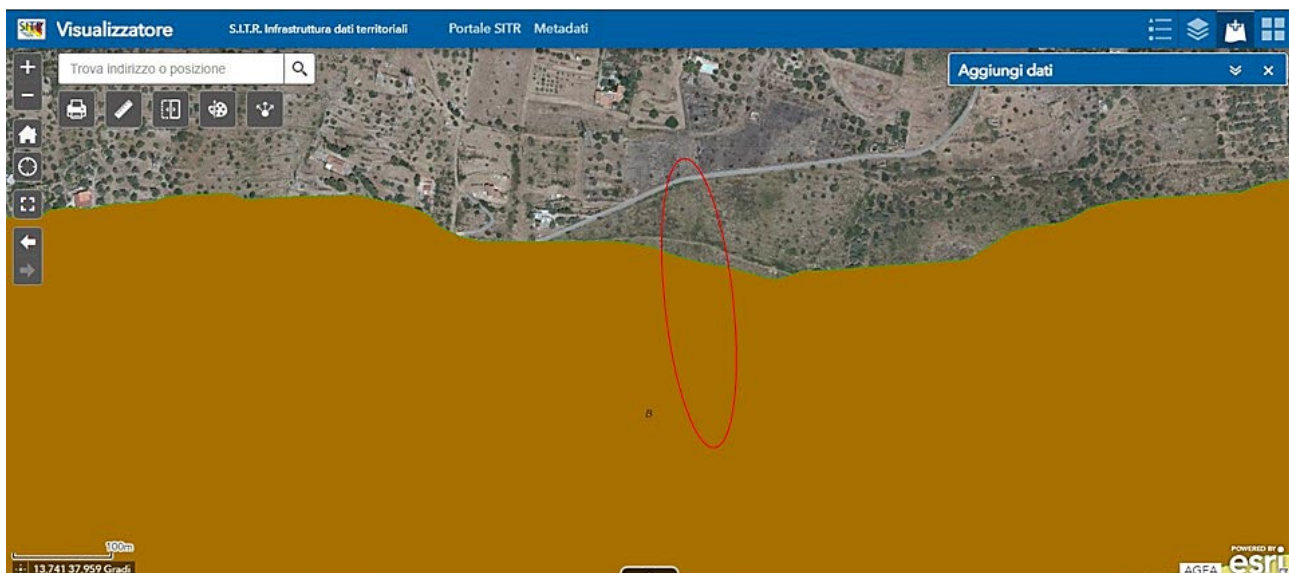 SITR Visualizzatore S.I.T.R. Infrastruttura dati territoriali Portale SITR Metadati
Trova indirizzo o posizione
Aggiungi dati
B
100m
13.741 37.959 Gradi
POWERED BY
esri
AGEA